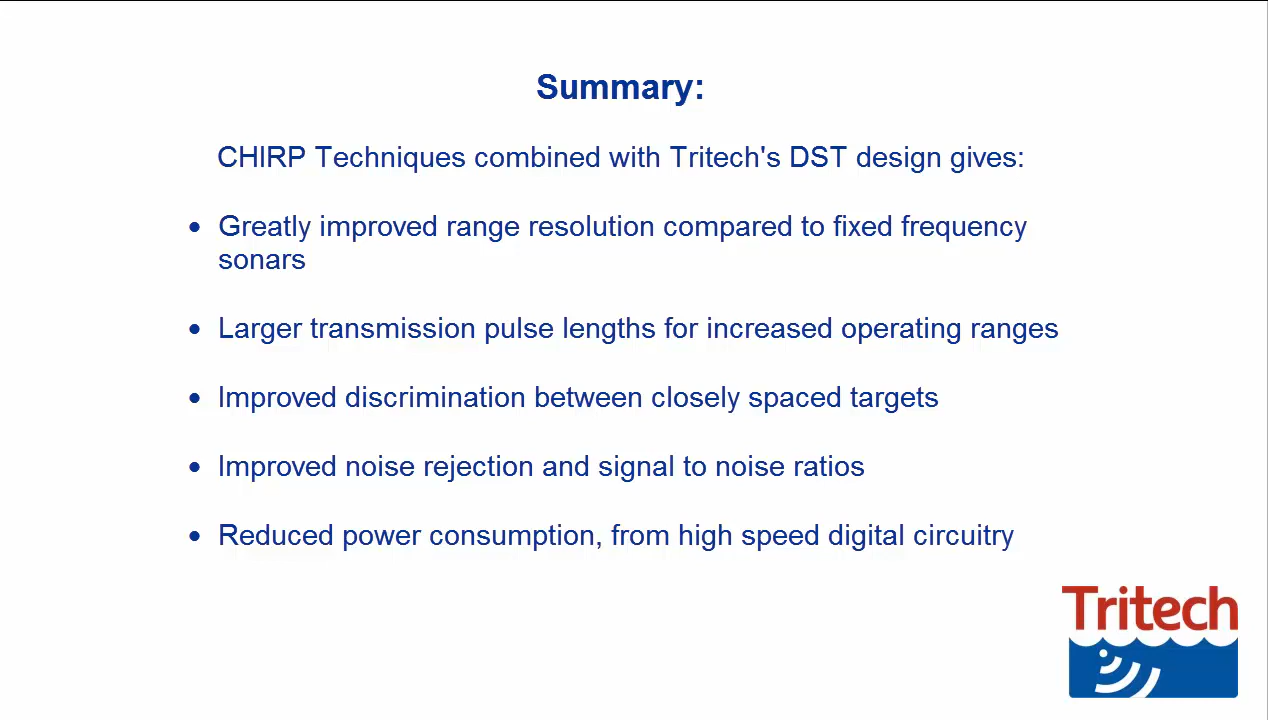 Summary:
CHIRP Techniques combined with Tritech's DST design gives:
• Greatly improved range resolution compared to fixed frequency
sonars
• Larger transmission pulse lengths for increased operating ranges
• Improved discrimination between closely spaced targets
• Improved noise rejection and signal to noise ratios
• Reduced power consumption, from high speed digital circuitry
Tritech